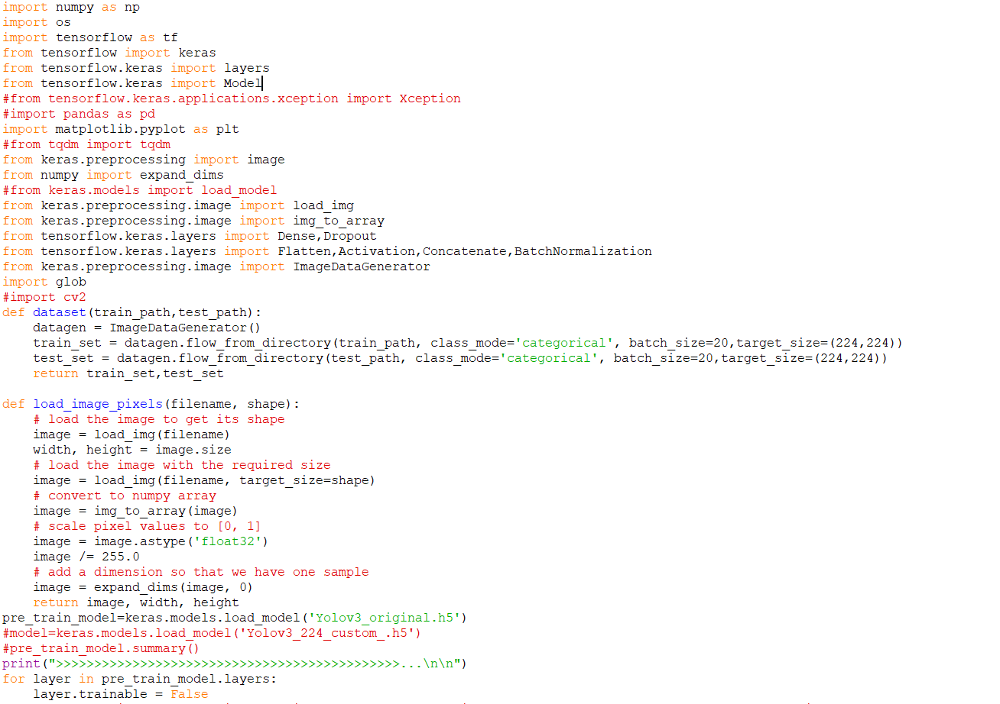 import numpy as np
import os
import tensorflow as tf
from tensorflow import keras
from tensorflow.keras import layers
from tensorflow.keras import Model
#from tensorflow.keras.applications.xception import Xception
#import pandas as pd
import matplotlib.pyplot as plt
#from tqdm import tqdm
from keras.preprocessing import image
from numpy import expand_dims
#from keras.models import load_model
from keras.preprocessing.image import load_img
from keras.preprocessing.image import img_to_array
from tensorflow.keras.layers import Dense,Dropout
from tensorflow.keras.layers import Flatten,Activation,Concatenate,BatchNormalization
from keras.preprocessing.image import ImageDataGenerator
import glob
#import cv2
def dataset(train_path,test_path):
    datagen = ImageDataGenerator()
    train_set = datagen.flow_from_directory(train_path, class_mode='categorical', batch_size=20,target_size=(224,224))
    test_set = datagen.flow_from_directory(test_path, class_mode='categorical', batch_size=20,target_size=(224,224))
    return train_set,test_set

def load_image_pixels(filename, shape):
    # load the image to get its shape
    image = load_img(filename)
    width, height = image.size
    # load the image with the required size
    image = load_img(filename, target_size=shape)
    # convert to numpy array
    image = img_to_array(image)
    # scale pixel values to [0, 1]
    image = image.astype('float32')
    image /= 255.0
    # add a dimension so that we have one sample
    image = expand_dims(image, 0)
    return image, width, height
pre_train_model=keras.models.load_model('Yolov3_original.h5')
#model=keras.models.load_model('Yolov3_224_custom_.h5')
#pre_train_model.summary()
print(">>>>>>>>>>>>>>>>>>>>>>>>>>>>>>>>>>>>>>>>>>>>>...\n\n")
for layer in pre_train_model.layers:
    layer.trainable = False